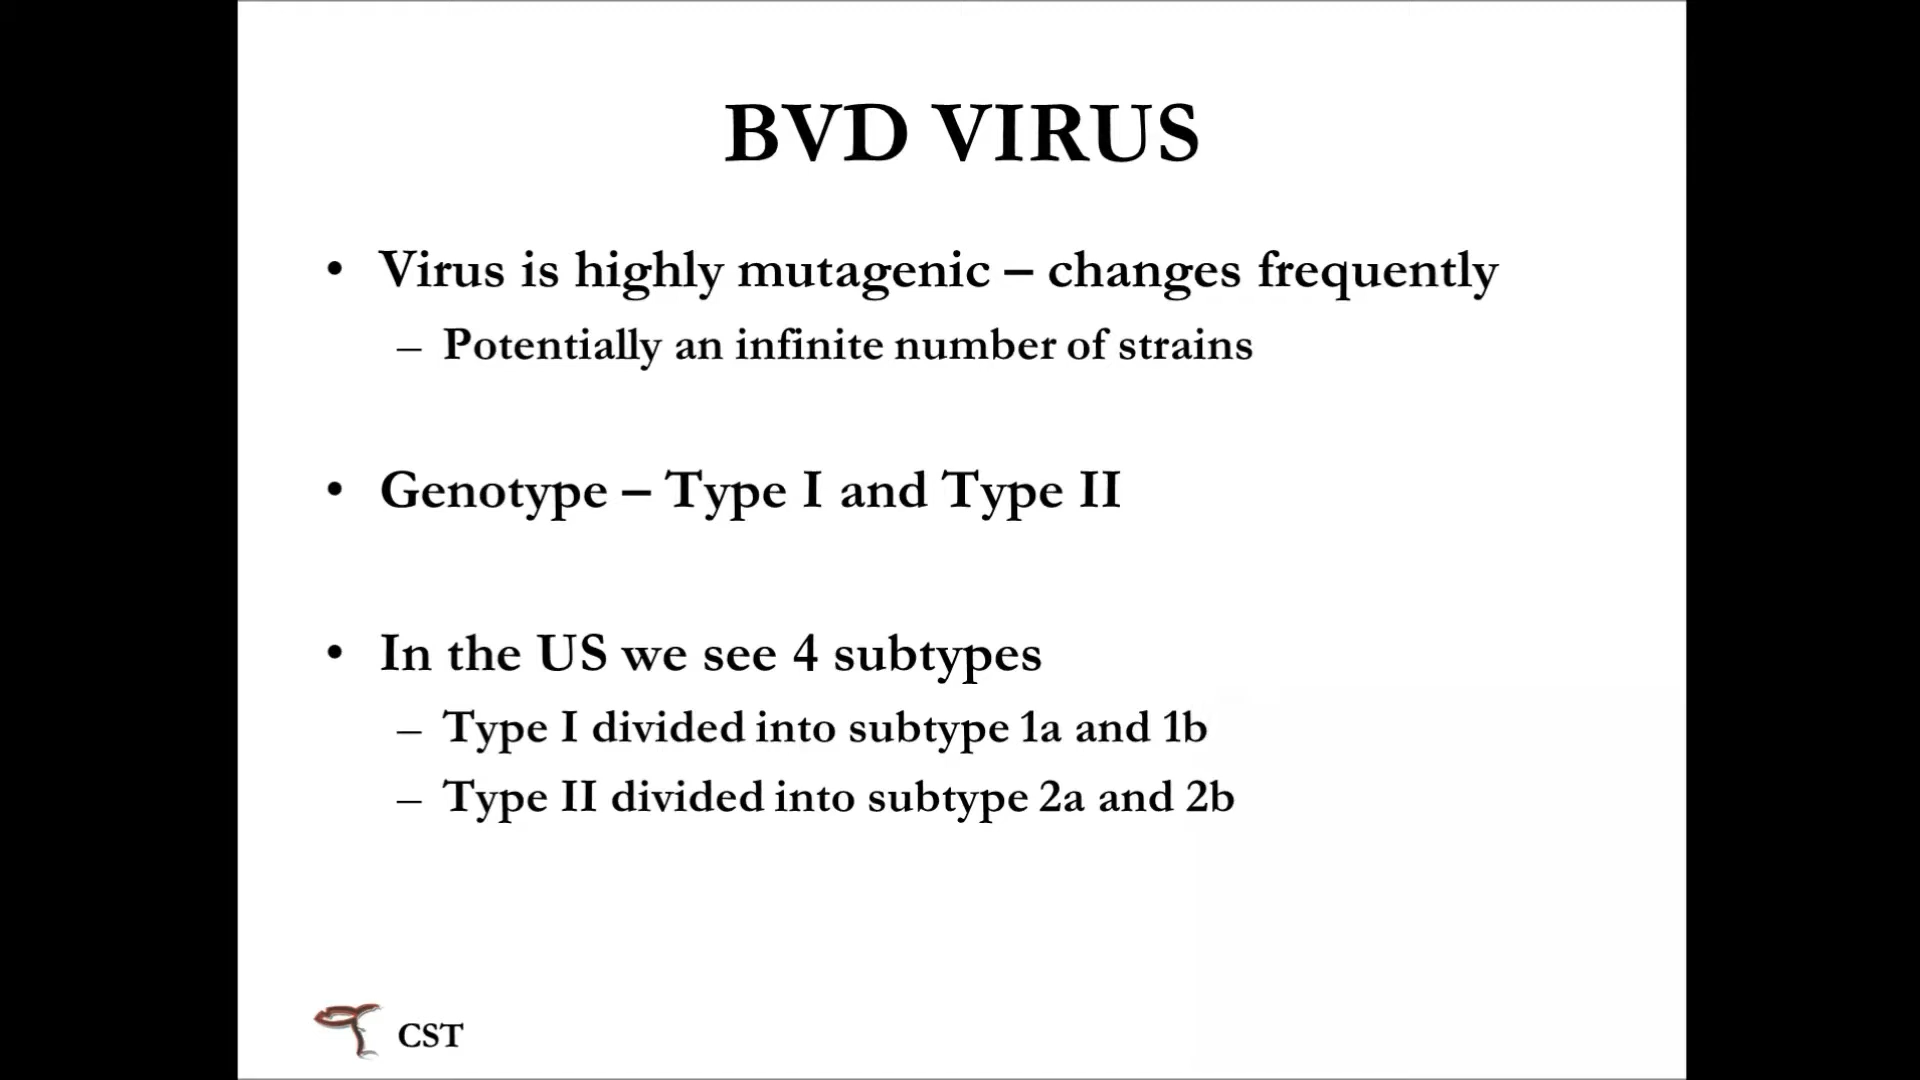 BVD VIRUS
• Virus is highly mutagenic – changes frequently
– Potentially an infinite number of strains
• Genotype – Type I and Type II
• In the US we see 4 subtypes
– Type I divided into subtype 1a and 1b
– Type II divided into subtype 2a and 2b
CST